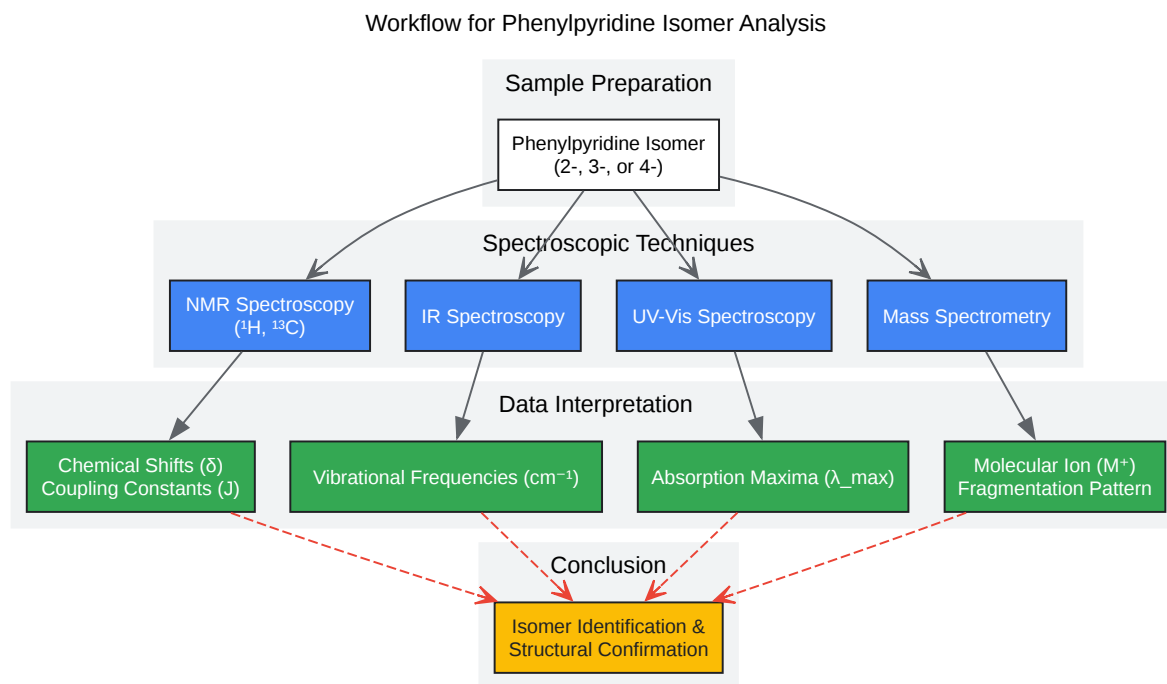 Workflow for Phenylpyridine Isomer Analysis
Sample Preparation
Phenylpyridine Isomer
(2-, 3-, or 4-)
Spectroscopic Techniques
NMR Spectroscopy
(¹H, ¹³C)
IR Spectroscopy
UV-Vis Spectroscopy
Mass Spectrometry
Data Interpretation
Chemical Shifts (δ)
Coupling Constants (J)
Vibrational Frequencies (cm⁻¹)
Absorption Maxima (λ_max)
Molecular Ion (M⁺)
Fragmentation Pattern
Conclusion
Isomer Identification &
Structural Confirmation